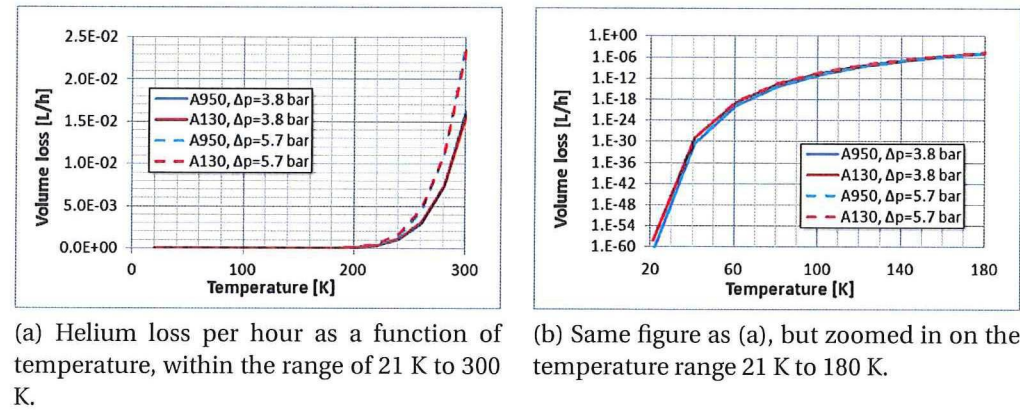 2.5E-02
2.0E-02
1.5E-02
1.0E-02
5.0E-03
0.0E+00
Volume loss [L/h]
A950, Δp=3.8 bar
A130, Δp=3.8 bar
A950, Δp=5.7 bar
A130, Δp=5.7 bar
0 100 200 300
Temperature [K]
(a) Helium loss per hour as a function of
temperature, within the range of 21 K to 300
K.
1.E+00
1.E-06
1.E-12
1.E-18
1.E-24
1.E-30
1.E-36
1.E-42
1.E-48
1.E-54
1.E-60
Volume loss [L/h]
A950, Δp=3.8 bar
A130, Δp=3.8 bar
A950, Δp=5.7 bar
A130, Δp=5.7 bar
20 60 100 140 180
Temperature [K]
(b) Same figure as (a), but zoomed in on the
temperature range 21 K to 180 K.